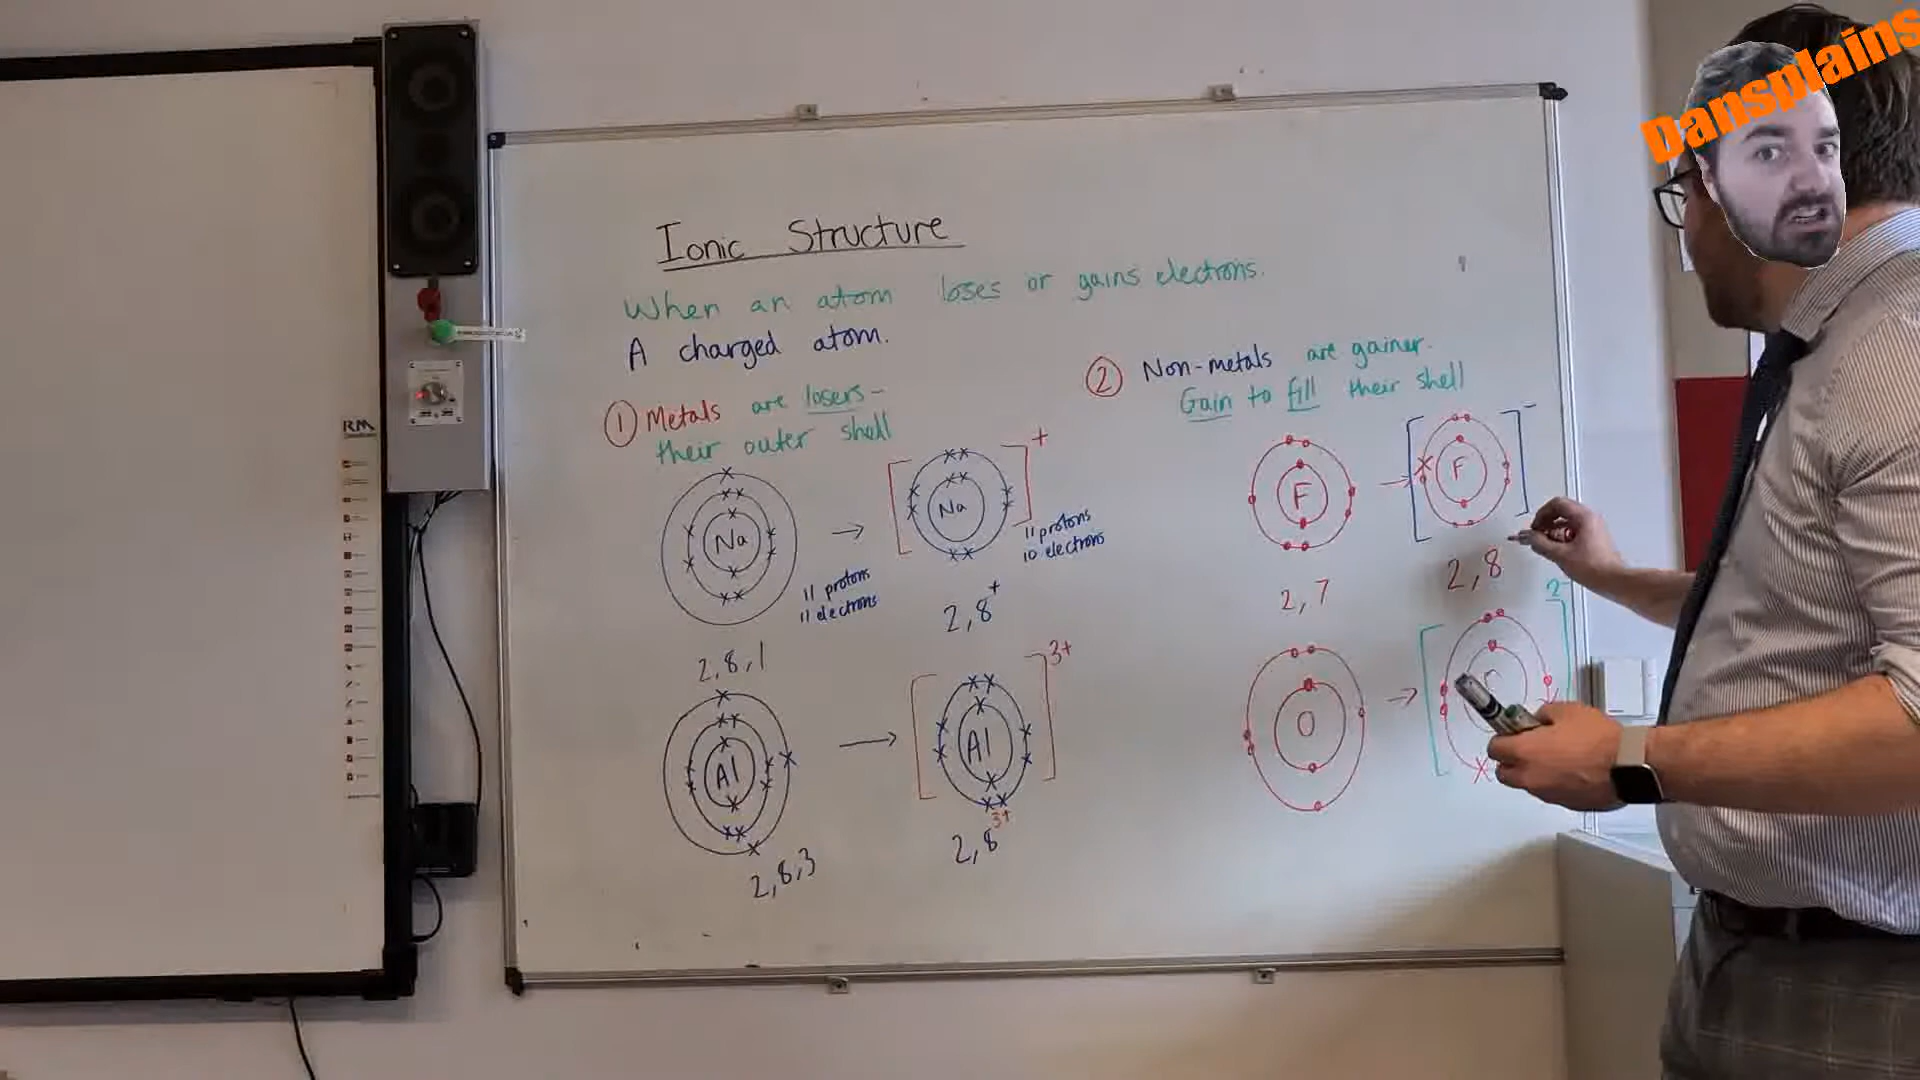 Dansplains
Ionic Structure
When an atom loses or gains electrons.
A charged atom.
① Metals are losers -
their outer shell
Na
11 protons
11 electrons
2,8,1
Na
+
11 protons
10 electrons
2,8+
Al
2,8,3
Al
3+
2,8 3+
② Non-metals are gainer.
Gain to fill their shell
F
2,7
F
-
2,8
O
2-
RM